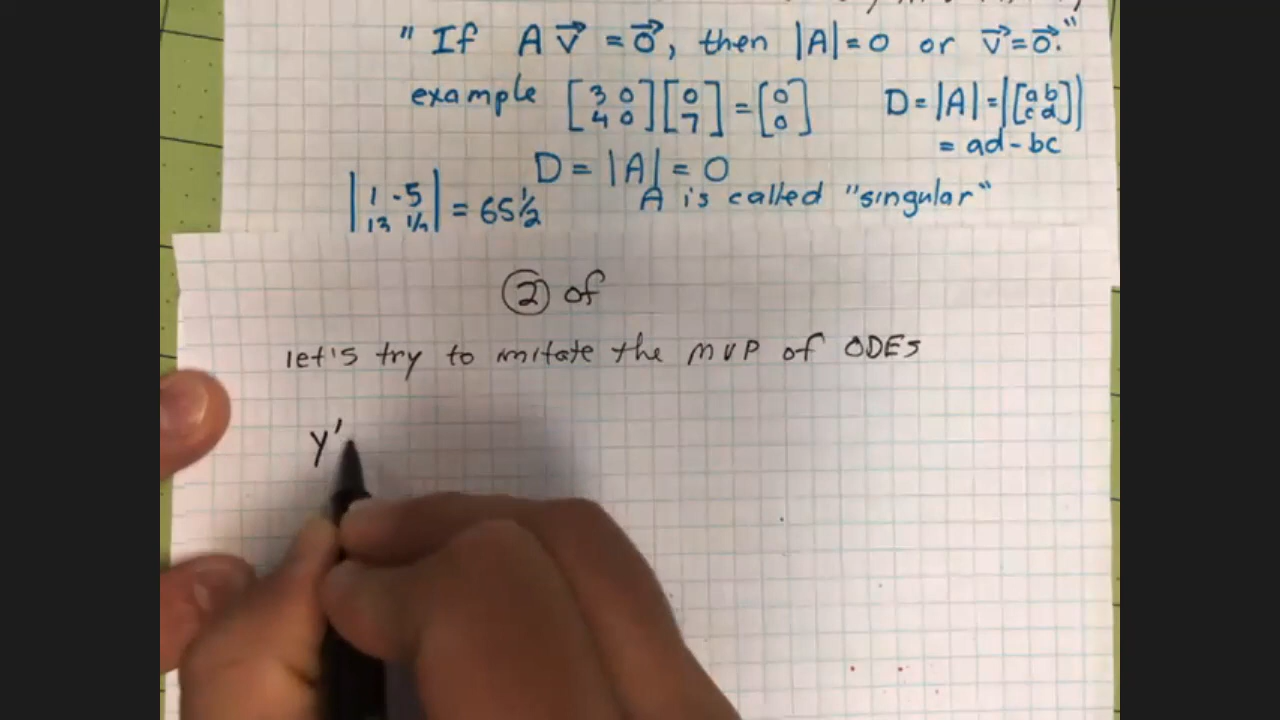 " If A v⃗ = 0⃗, then |A| = 0 or v⃗ = 0⃗."
example [3 0 / 4 0] [0 / 7] = [0 / 0] D = |A| = |[a b / c d]|
= ad - bc
D = |A| = 0
|1 -5 / 13 1/2| = 65 1/2 A is called "singular"
② of
let's try to imitate the MVP of ODEs
y'